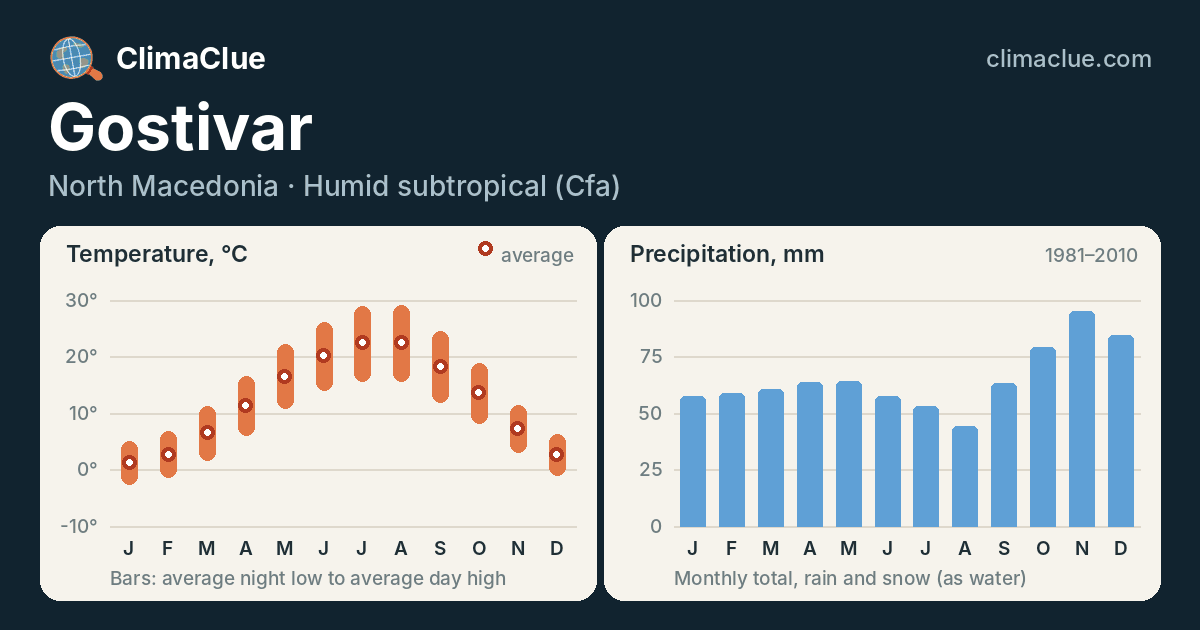 ClimaClue
climaclue.com
Gostivar
North Macedonia · Humid subtropical (Cfa)
Temperature, °C
average
30°
20°
10°
0°
-10°
J F M A M J J A S O N D
Bars: average night low to average day high
Precipitation, mm
1981–2010
100
75
50
25
0
J F M A M J J A S O N D
Monthly total, rain and snow (as water)